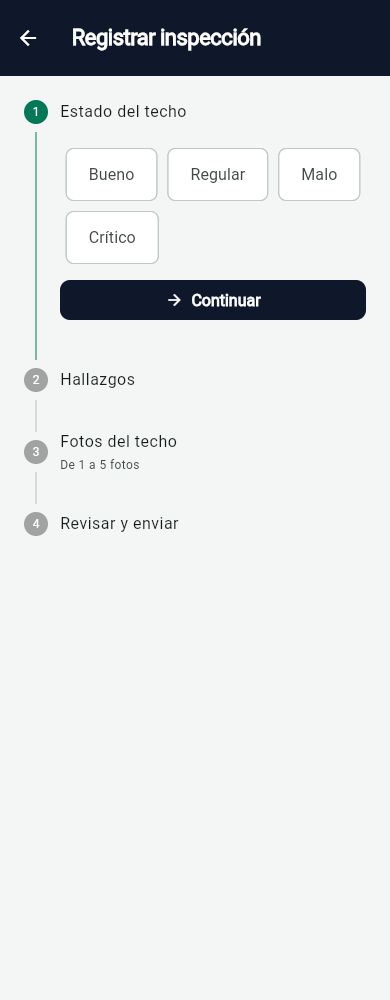 Registrar inspección
1 Estado del techo
Bueno Regular Malo
Crítico
Continuar
2 Hallazgos
3 Fotos del techo
De 1 a 5 fotos
4 Revisar y enviar